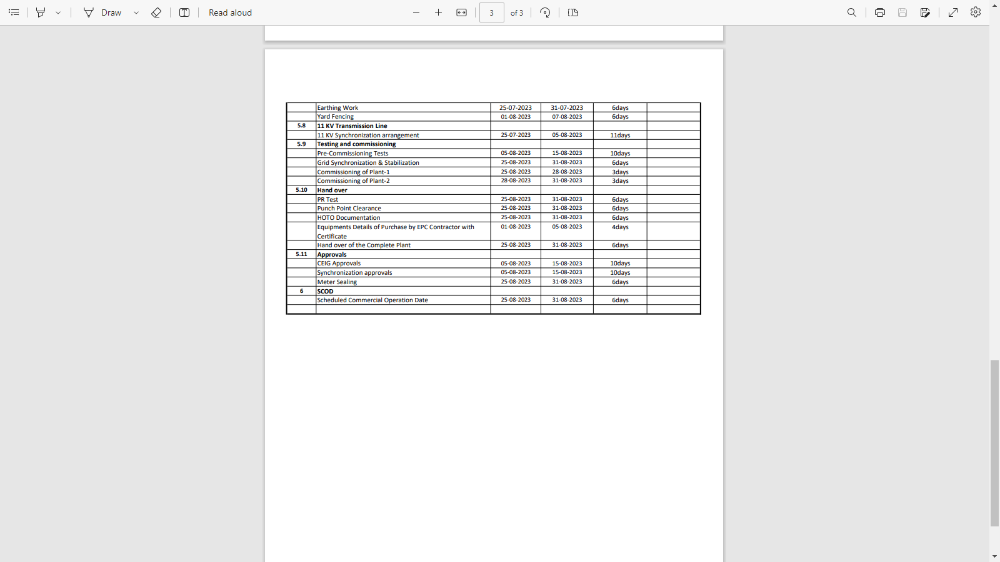 Draw
Read aloud
3 of 3
Earthing Work 25-07-2023 31-07-2023 6days
Yard Fencing 01-08-2023 07-08-2023 6days
5.8 11 KV Transmission Line
11 KV Synchronization arrangement 25-07-2023 05-08-2023 11days
5.9 Testing and commissioning
Pre-Commissioning Tests 05-08-2023 15-08-2023 10days
Grid Synchronization & Stabilization 25-08-2023 31-08-2023 6days
Commissioning of Plant-1 25-08-2023 28-08-2023 3days
Commissioning of Plant-2 28-08-2023 31-08-2023 3days
5.10 Hand over
PR Test 25-08-2023 31-08-2023 6days
Punch Point Clearance 25-08-2023 31-08-2023 6days
HOTO Documentation 25-08-2023 31-08-2023 6days
Equipments Details of Purchase by EPC Contractor with 01-08-2023 05-08-2023 4days
Certificate
Hand over of the Complete Plant 25-08-2023 31-08-2023 6days
5.11 Approvals
CEIG Approvals 05-08-2023 15-08-2023 10days
Synchronization approvals 05-08-2023 15-08-2023 10days
Meter Sealing 25-08-2023 31-08-2023 6days
6 SCOD
Scheduled Commercial Operation Date 25-08-2023 31-08-2023 6days